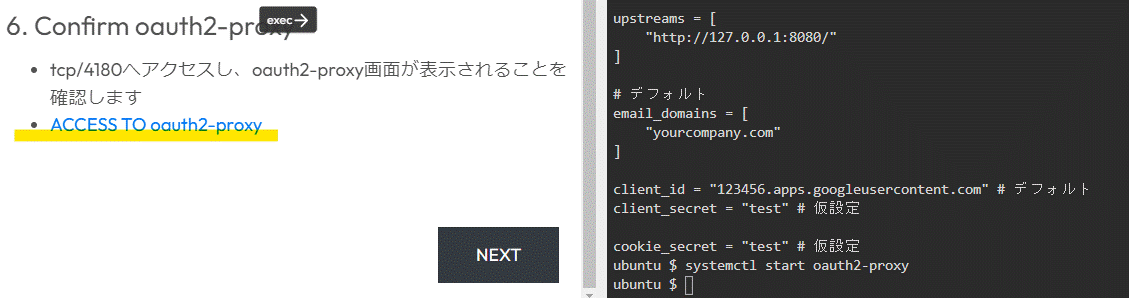 6. Confirm oauth2-proxy
exec→
• tcp/4180へアクセスし、oauth2-proxy画面が表示されることを
確認します
• ACCESS TO oauth2-proxy
NEXT
upstreams = [
    "http://127.0.0.1:8080/"
]
# デフォルト
email_domains = [
    "yourcompany.com"
]
client_id = "123456.apps.googleusercontent.com" # デフォルト
client_secret = "test" # 仮設定
cookie_secret = "test" # 仮設定
ubuntu $ systemctl start oauth2-proxy
ubuntu $